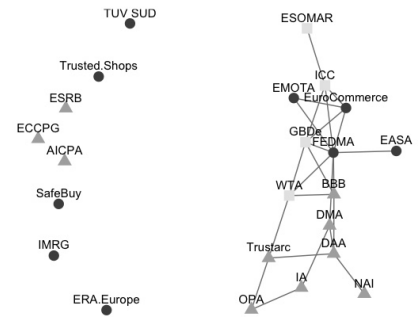 TUV SUD
ESOMAR
Trusted.Shops
ICC
EMOTA
EuroCommerce
ESRB
ECCPG
GBDe
FEDMA
EASA
AICPA
WTA
BBB
SafeBuy
DMA
IMRG
Trustarc
DAA
IA
NAI
ERA.Europe
OPA